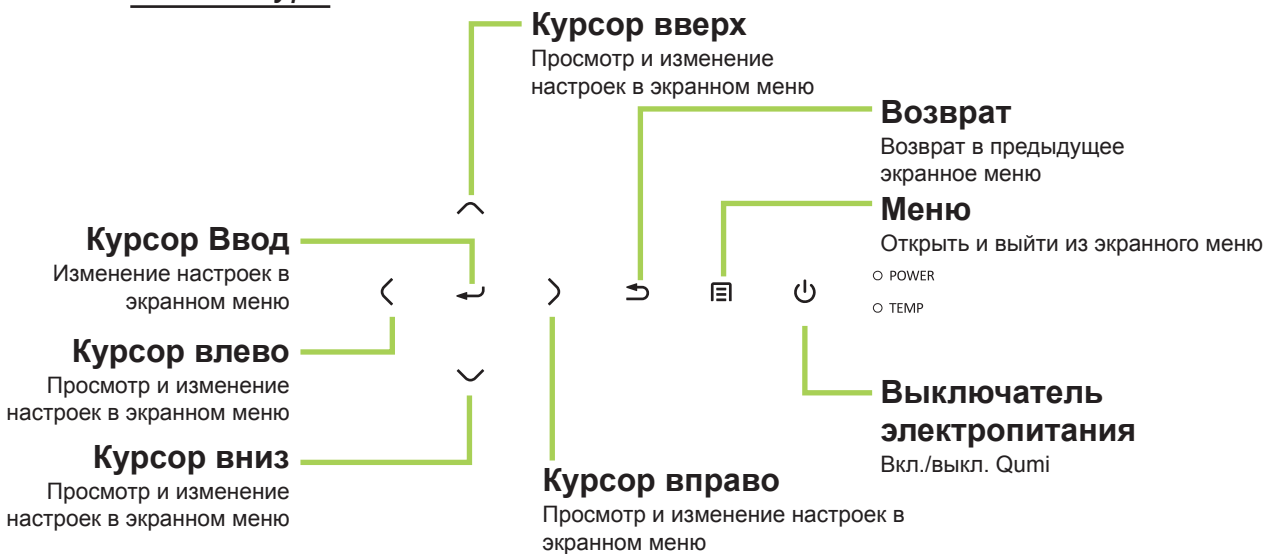 Курсор вверх
Просмотр и изменение
настроек в экранном меню
Возврат
Возврат в предыдущее
экранное меню
Меню
Открыть и выйти из экранного меню
Курсор Ввод
Изменение настроек в
экранном меню
POWER
TEMP
Курсор влево
Просмотр и изменение
настроек в экранном меню
Выключатель
электропитания
Вкл./выкл. Qumi
Курсор вниз
Просмотр и изменение
настроек в экранном меню
Курсор вправо
Просмотр и изменение настроек в
экранном меню